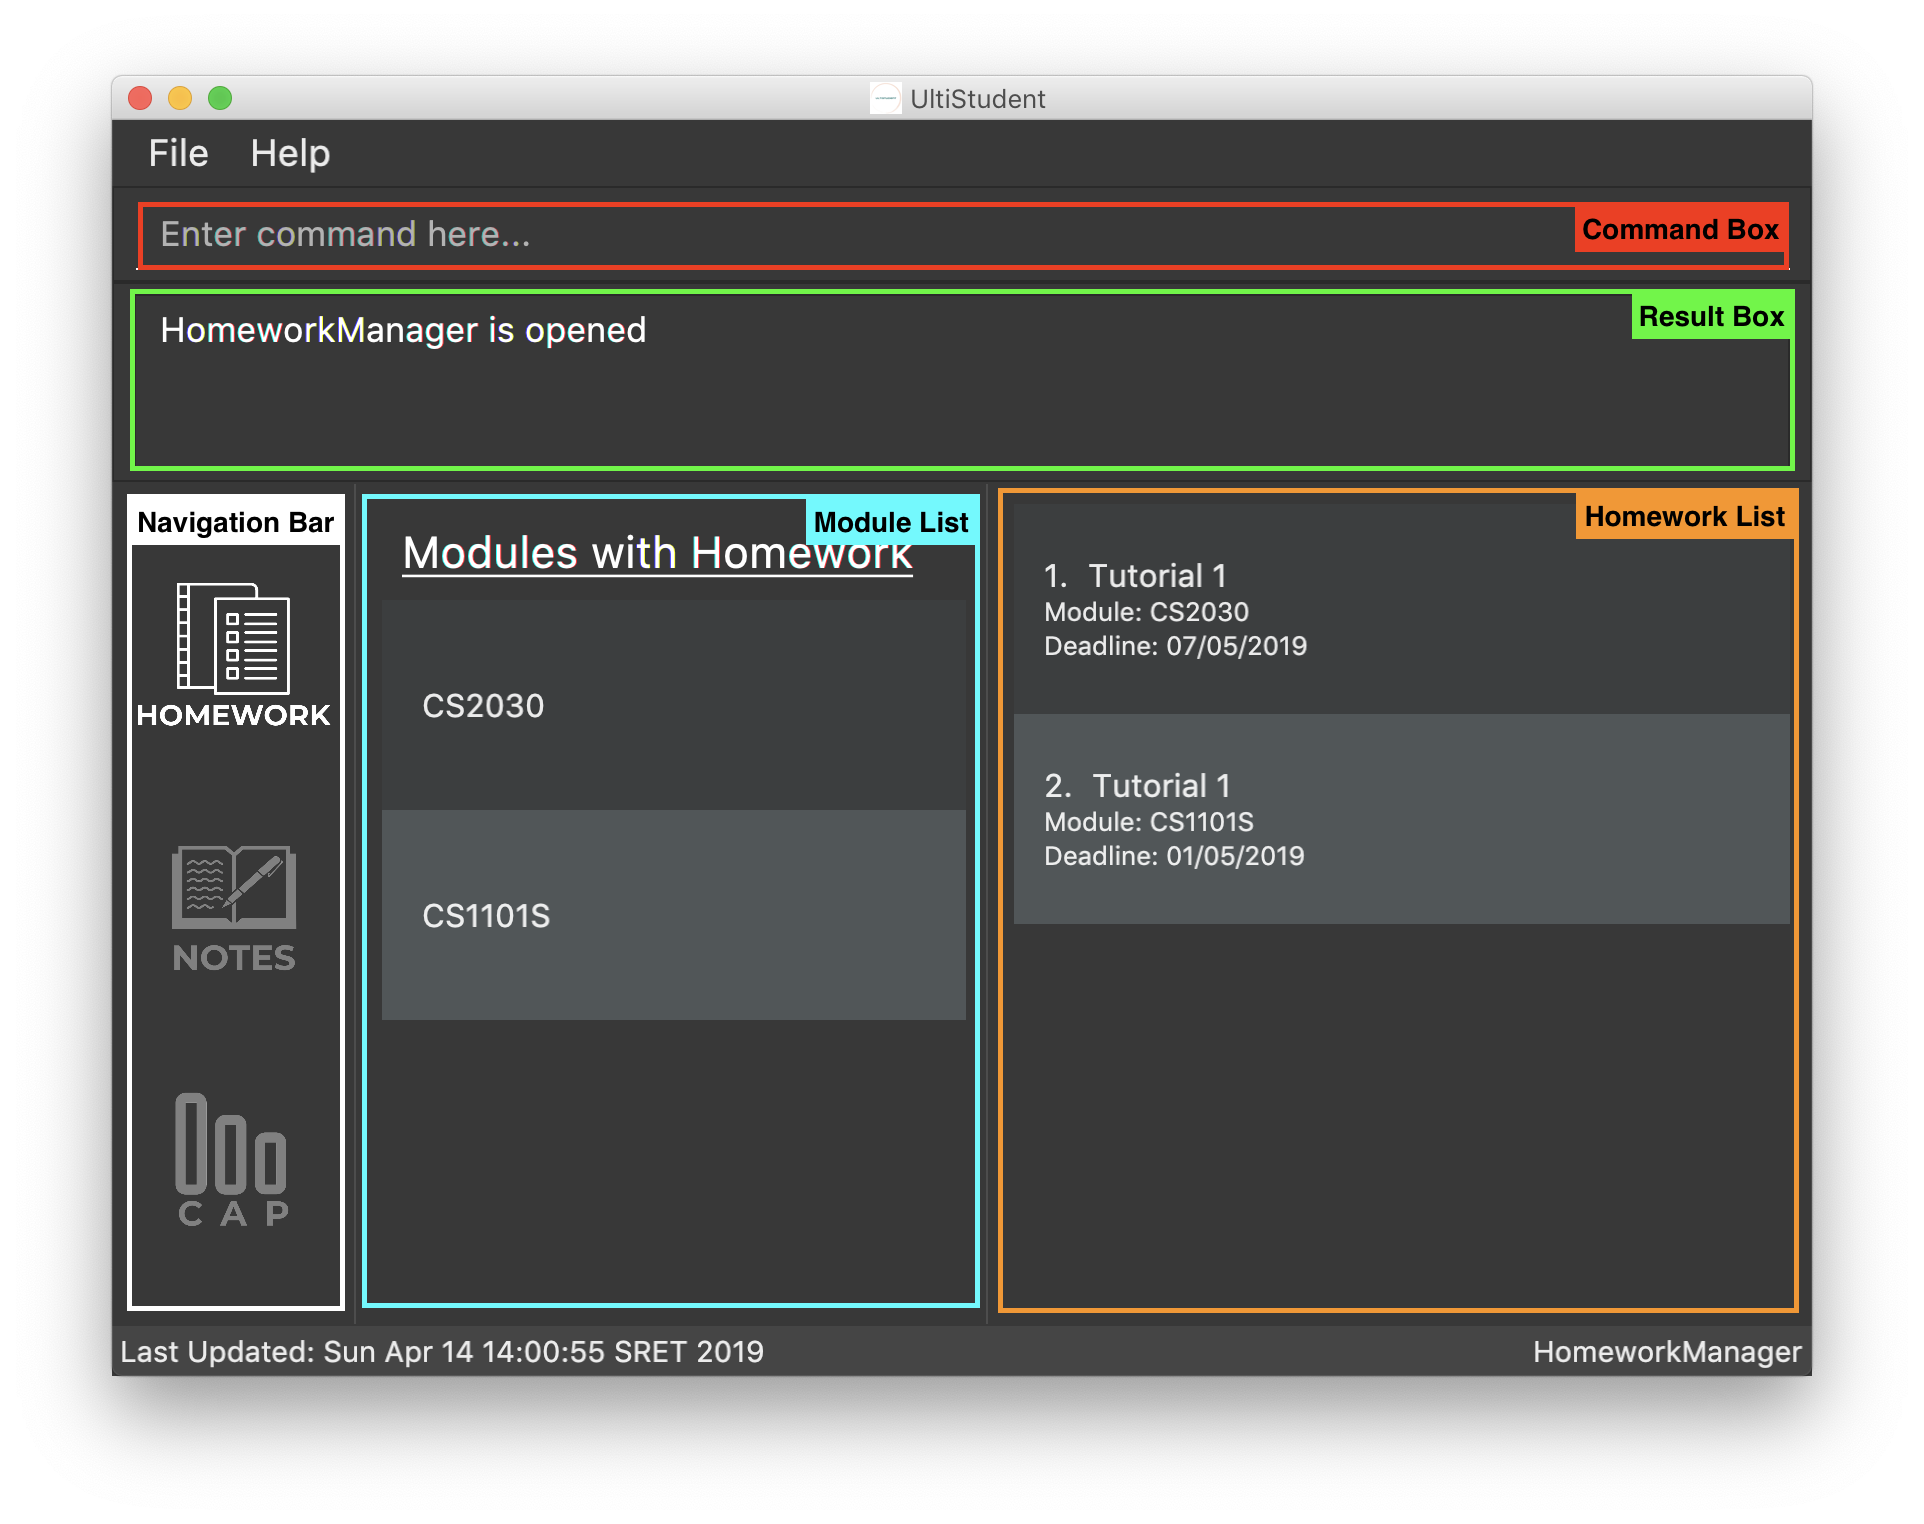 UltiStudent
File Help
Enter command here...
Command Box
HomeworkManager is opened
Result Box
Navigation Bar
HOMEWORK
NOTES
CAP
Module List
Modules with Homework
CS2030
CS1101S
Homework List
1. Tutorial 1
Module: CS2030
Deadline: 07/05/2019
2. Tutorial 1
Module: CS1101S
Deadline: 01/05/2019
Last Updated: Sun Apr 14 14:00:55 SRET 2019
HomeworkManager